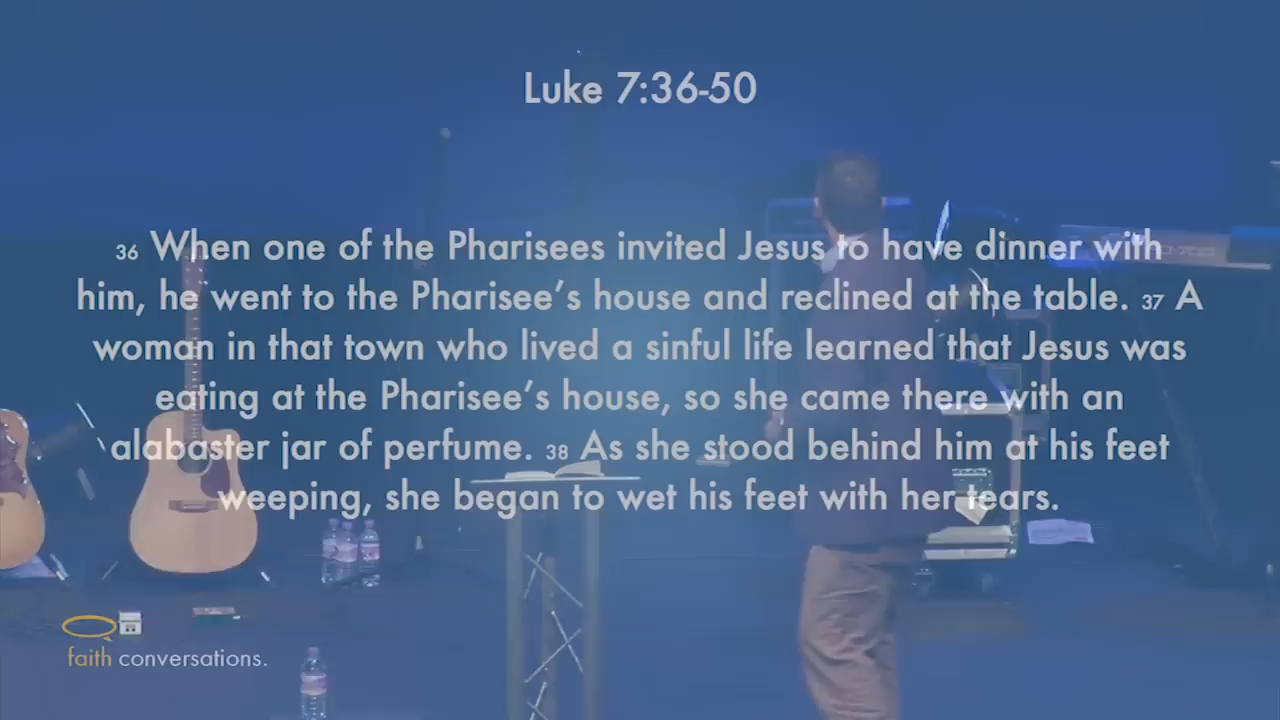 Luke 7:36-50
36 When one of the Pharisees invited Jesus to have dinner with
him, he went to the Pharisee’s house and reclined at the table. 37 A
woman in that town who lived a sinful life learned that Jesus was
eating at the Pharisee’s house, so she came there with an
alabaster jar of perfume. 38 As she stood behind him at his feet
weeping, she began to wet his feet with her tears.
faith conversations.